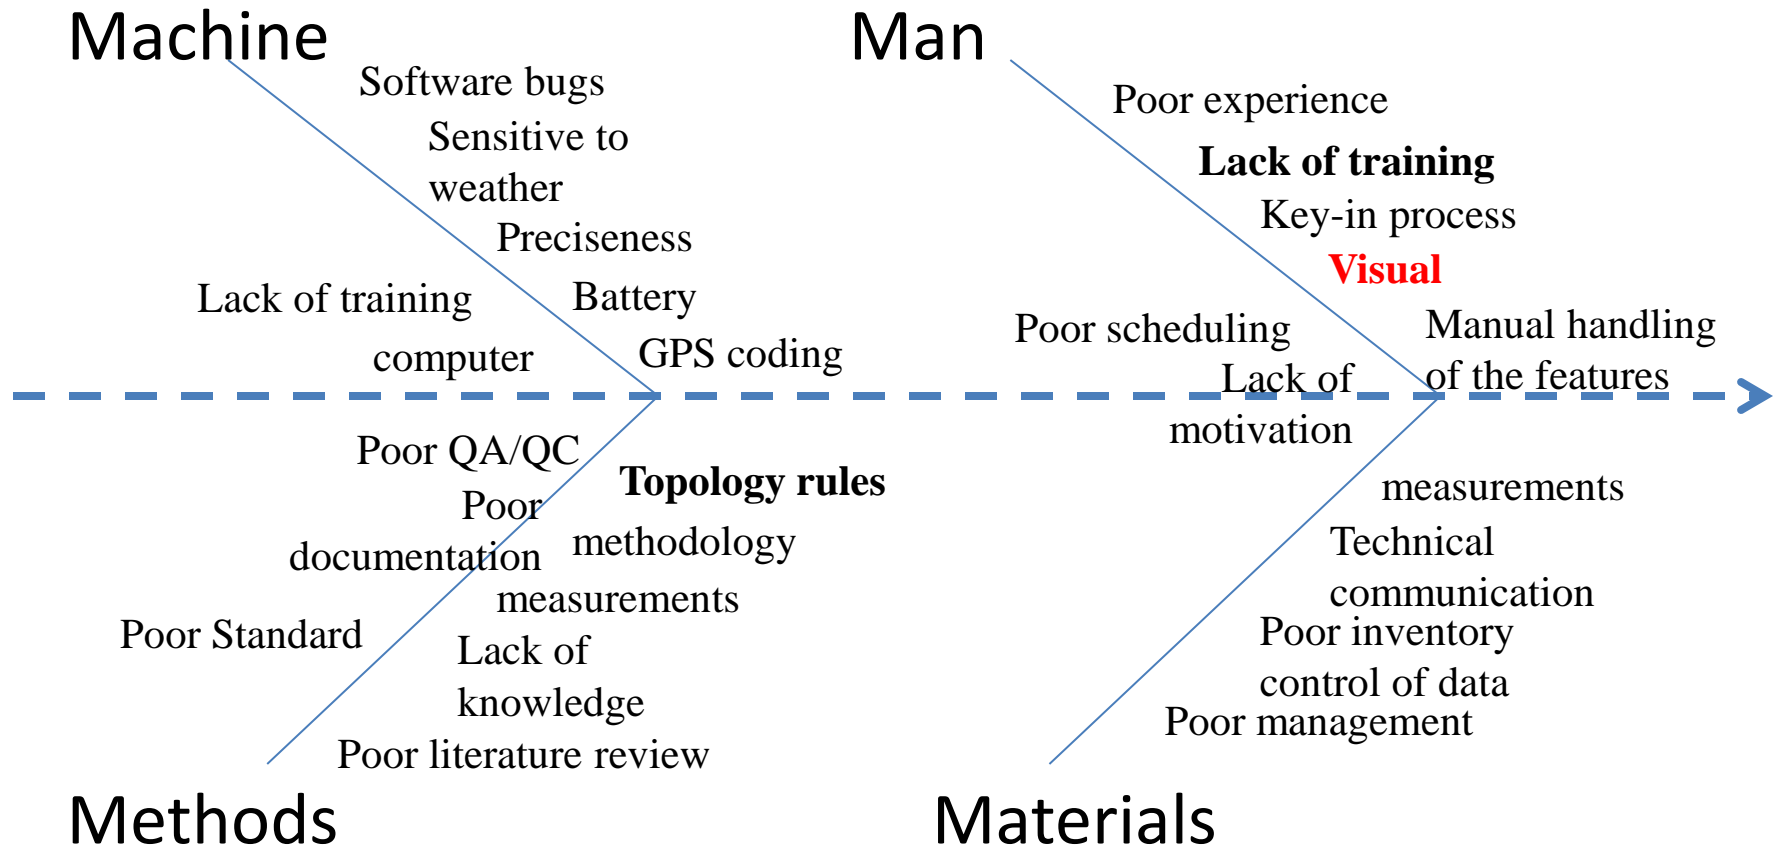 Machine
Software bugs
Sensitive to
weather
Preciseness
Battery
GPS coding
Lack of training
computer
Man
Poor experience
Lack of training
Key-in process
Visual
Manual handling
of the features
Poor scheduling
Lack of
motivation
Poor QA/QC
Poor
documentation
Poor Standard
Topology rules
methodology
measurements
Lack of
knowledge
Poor literature review
Methods
measurements
Technical
communication
Poor inventory
control of data
Poor management
Materials